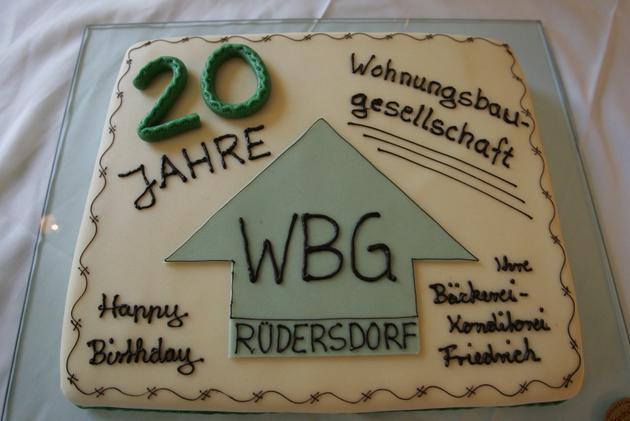 20
JAHRE
Wohnungsbau-
gesellschaft
WBG
RÜDERSDORF
Happy
Birthday
Ihre
Bäckerei-
Konditorei
Friedrich